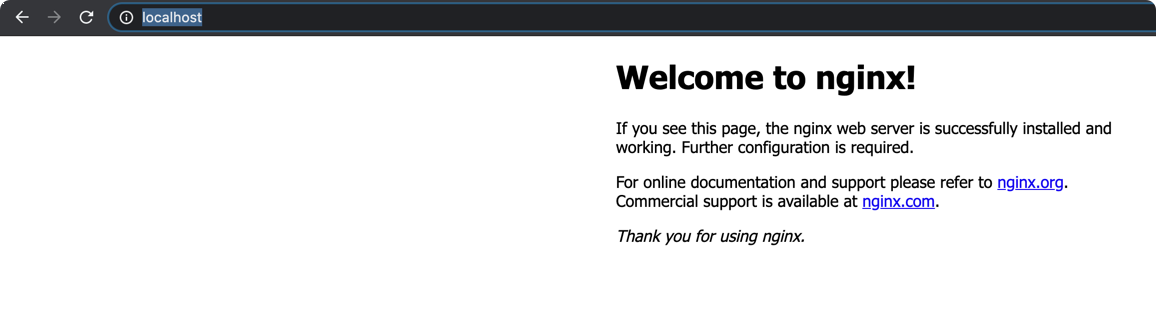 localhost
Welcome to nginx!
If you see this page, the nginx web server is successfully installed and
working. Further configuration is required.
For online documentation and support please refer to nginx.org.
Commercial support is available at nginx.com.
Thank you for using nginx.